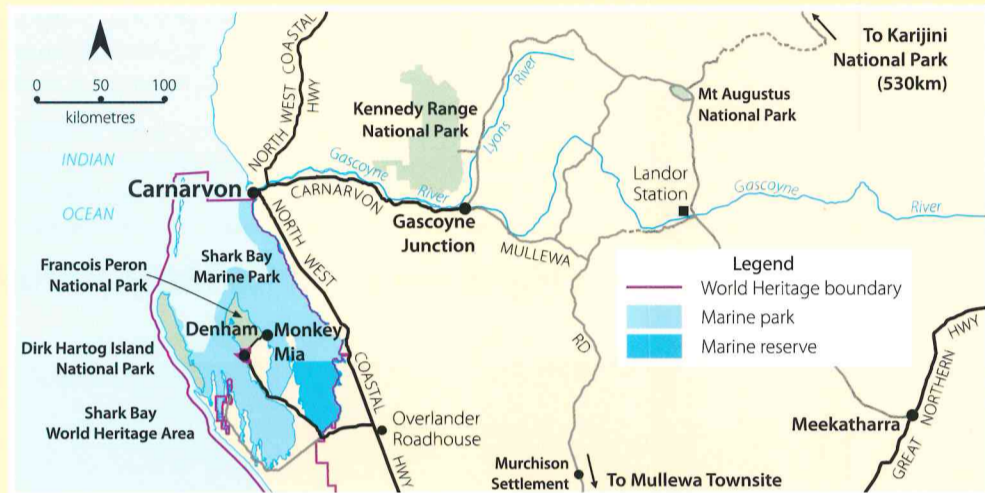 0 50 100
kilometres
INDIAN
OCEAN
NORTH WEST COASTAL
HWY
To Karijini
National Park
(530km)
Kennedy Range
National Park
Lyons
River
Mt Augustus
National Park
Carnarvon
Gascoyne
River
CARNARVON
Gascoyne
Junction
MULLEWA
RD
Landor
Station
Gascoyne
River
NORTH WEST
COASTAL
HWY
Shark Bay
Marine Park
Francois Peron
National Park
Denham
Monkey
Mia
Dirk Hartog Island
National Park
Shark Bay
World Heritage Area
Overlander
Roadhouse
Legend
World Heritage boundary
Marine park
Marine reserve
Meekatharra
GREAT NORTHERN
HWY
Murchison
Settlement
To Mullewa Townsite